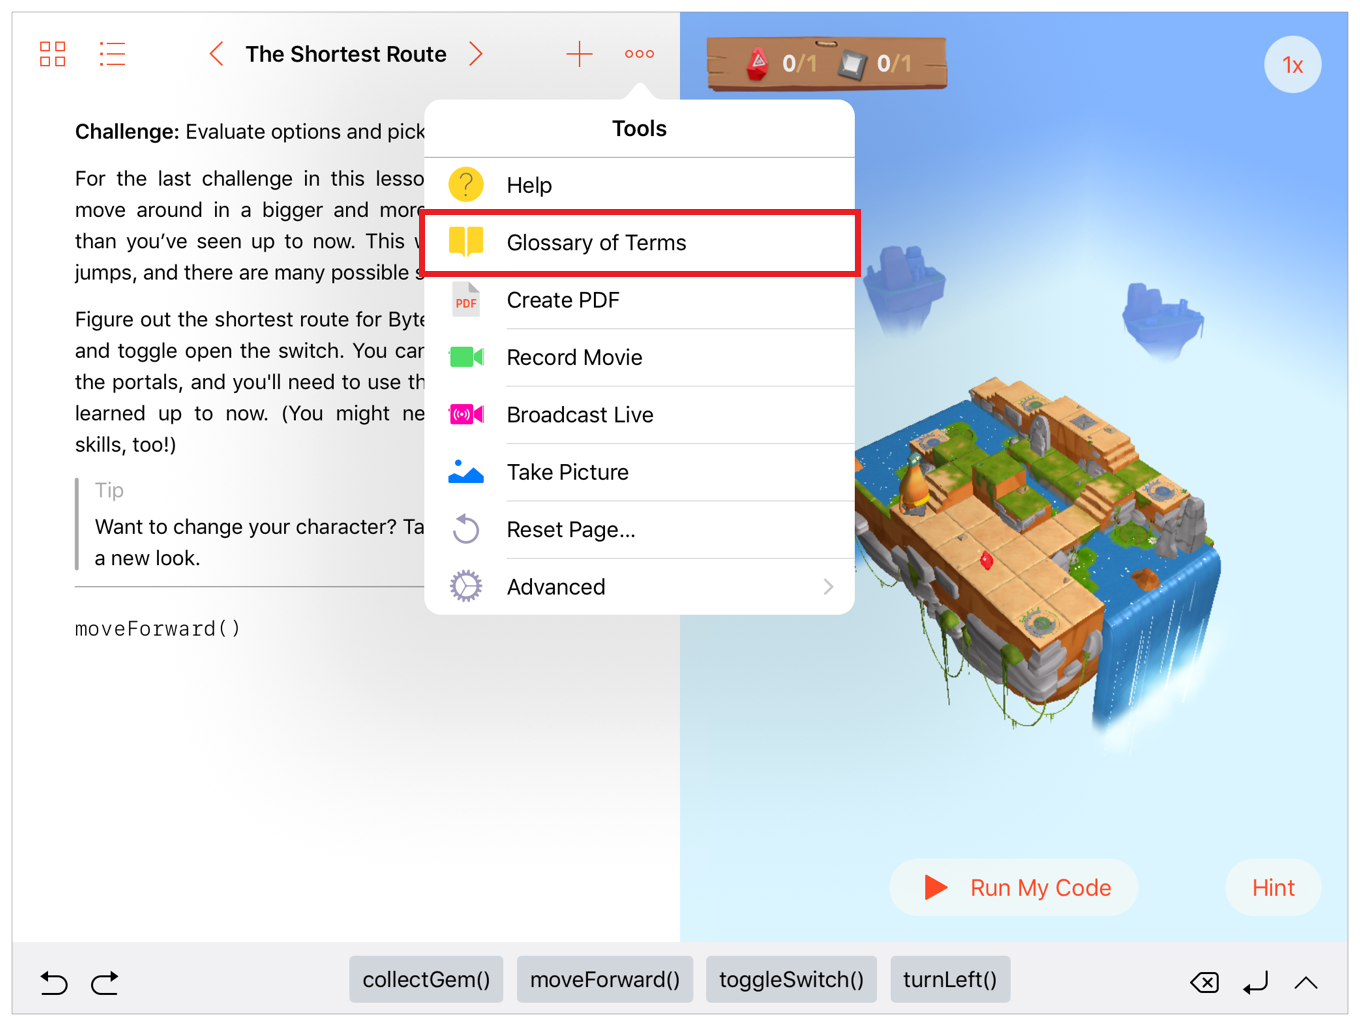 The Shortest Route
0/1
0/1
1x
Challenge: Evaluate options and pick
For the last challenge in this lesso
move around in a bigger and more
than you've seen up to now. This w
jumps, and there are many possible s
Figure out the shortest route for Byte
and toggle open the switch. You can
the portals, and you'll need to use th
learned up to now. (You might ne
skills, too!)
Tip
Want to change your character? Ta
a new look.
moveForward()
Tools
Help
Glossary of Terms
PDF
Create PDF
Record Movie
Broadcast Live
Take Picture
Reset Page...
Advanced
Run My Code
Hint
collectGem()
moveForward()
toggleSwitch()
turnLeft()